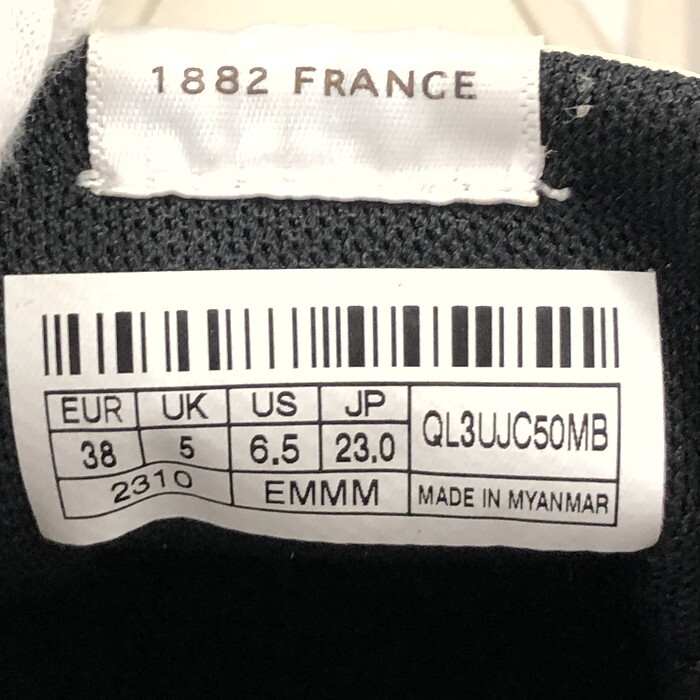 1882 FRANCE
EUR UK US JP QL3UJC50MB
38 5 6.5 23.0
2310 EMMM MADE IN MYANMAR